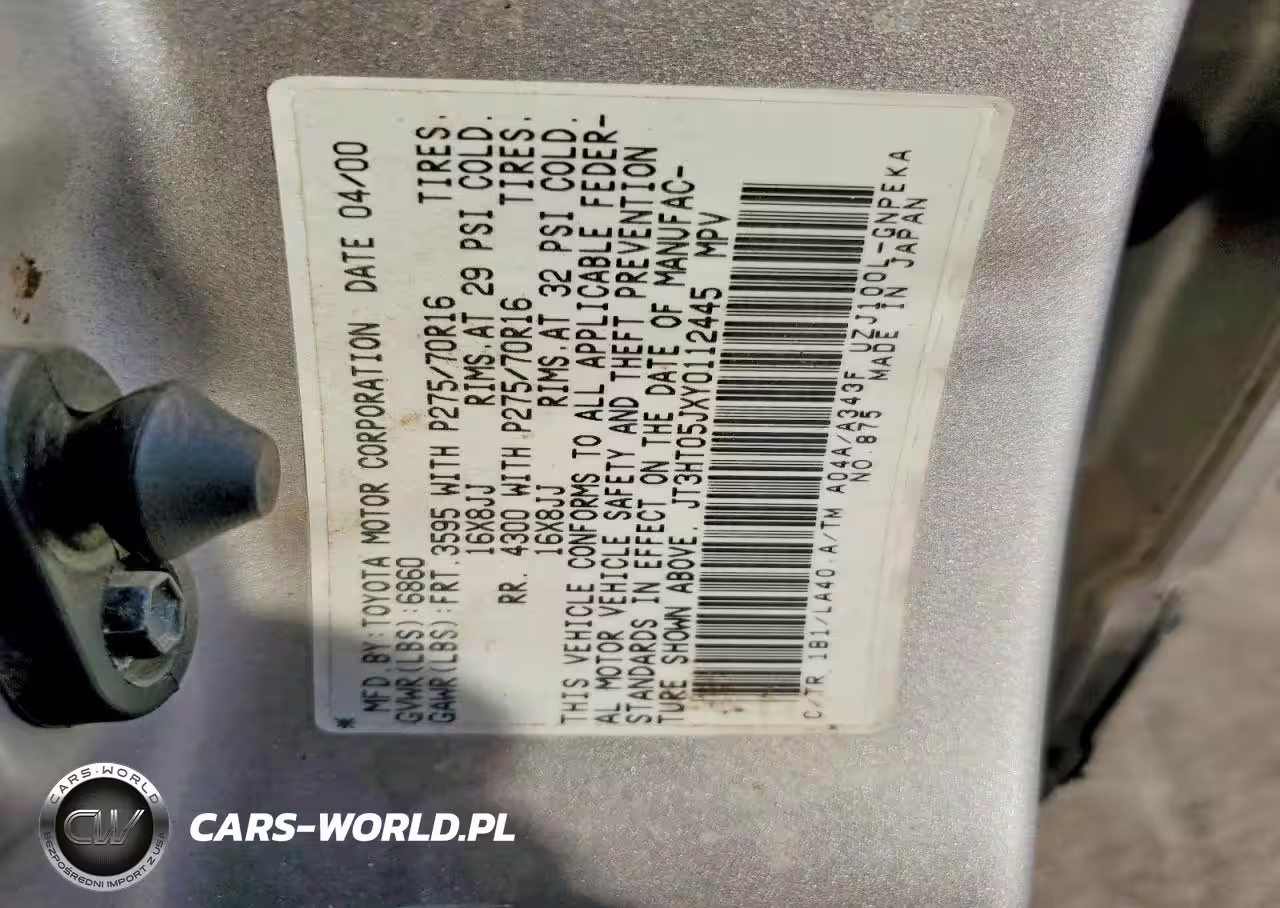 MFD BY:TOYOTA MOTOR CORPORATION DATE 04/00
GVWR(LBS):6860
GAWR(LBS):FRT.3595 WITH P275/70R16 TIRES.
16X8JJ RIMS.AT 29 PSI COLD.
RR. 4300 WITH P275/70R16 TIRES.
16X8JJ RIMS.AT 32 PSI COLD.
THIS VEHICLE CONFORMS TO ALL APPLICABLE FEDER-
AL MOTOR VEHICLE SAFETY AND THEFT PREVENTION
STANDARDS IN EFFECT ON THE DATE OF MANUFAC-
TURE SHOWN ABOVE. JT3HT05JXY0112445 MPV
C/TR 1B1/LA40 A/TM A04A/A343F UZJ100L-GNPEKA
NO.875 MADE IN JAPAN
CARS-WORLD
CW
BEZPOŚREDNI IMPORT Z USA
CARS-WORLD.PL